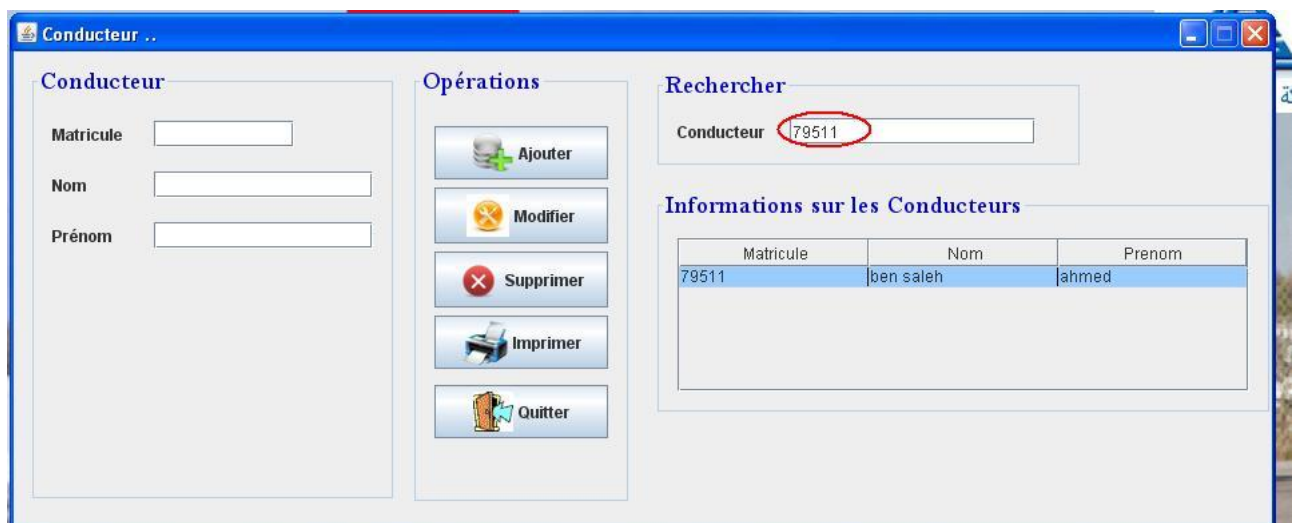 Conducteur ..
Conducteur
Matricule
Nom
Prénom
Opérations
Ajouter
Modifier
Supprimer
Imprimer
Quitter
Rechercher
Conducteur 79511
Informations sur les Conducteurs
Matricule Nom Prenom
79511 ben saleh ahmed